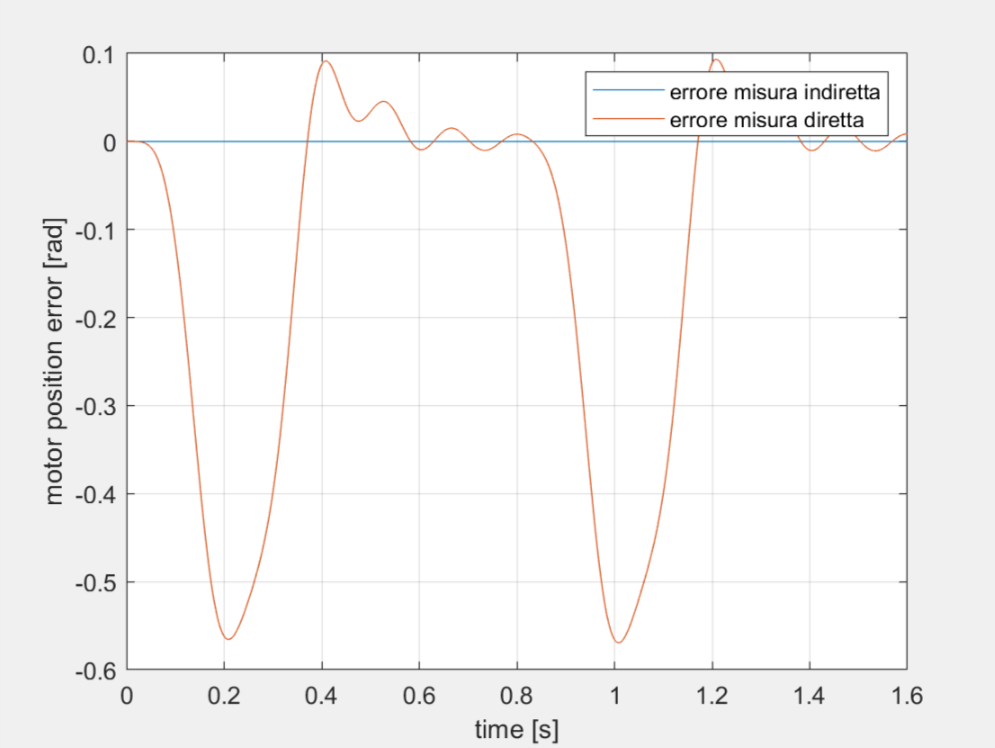 0.1
errore misura indiretta
errore misura diretta
0
-0.1
-0.2
-0.3
-0.4
-0.5
-0.6
motor position error [rad]
0 0.2 0.4 0.6 0.8 1 1.2 1.4 1.6
time [s]